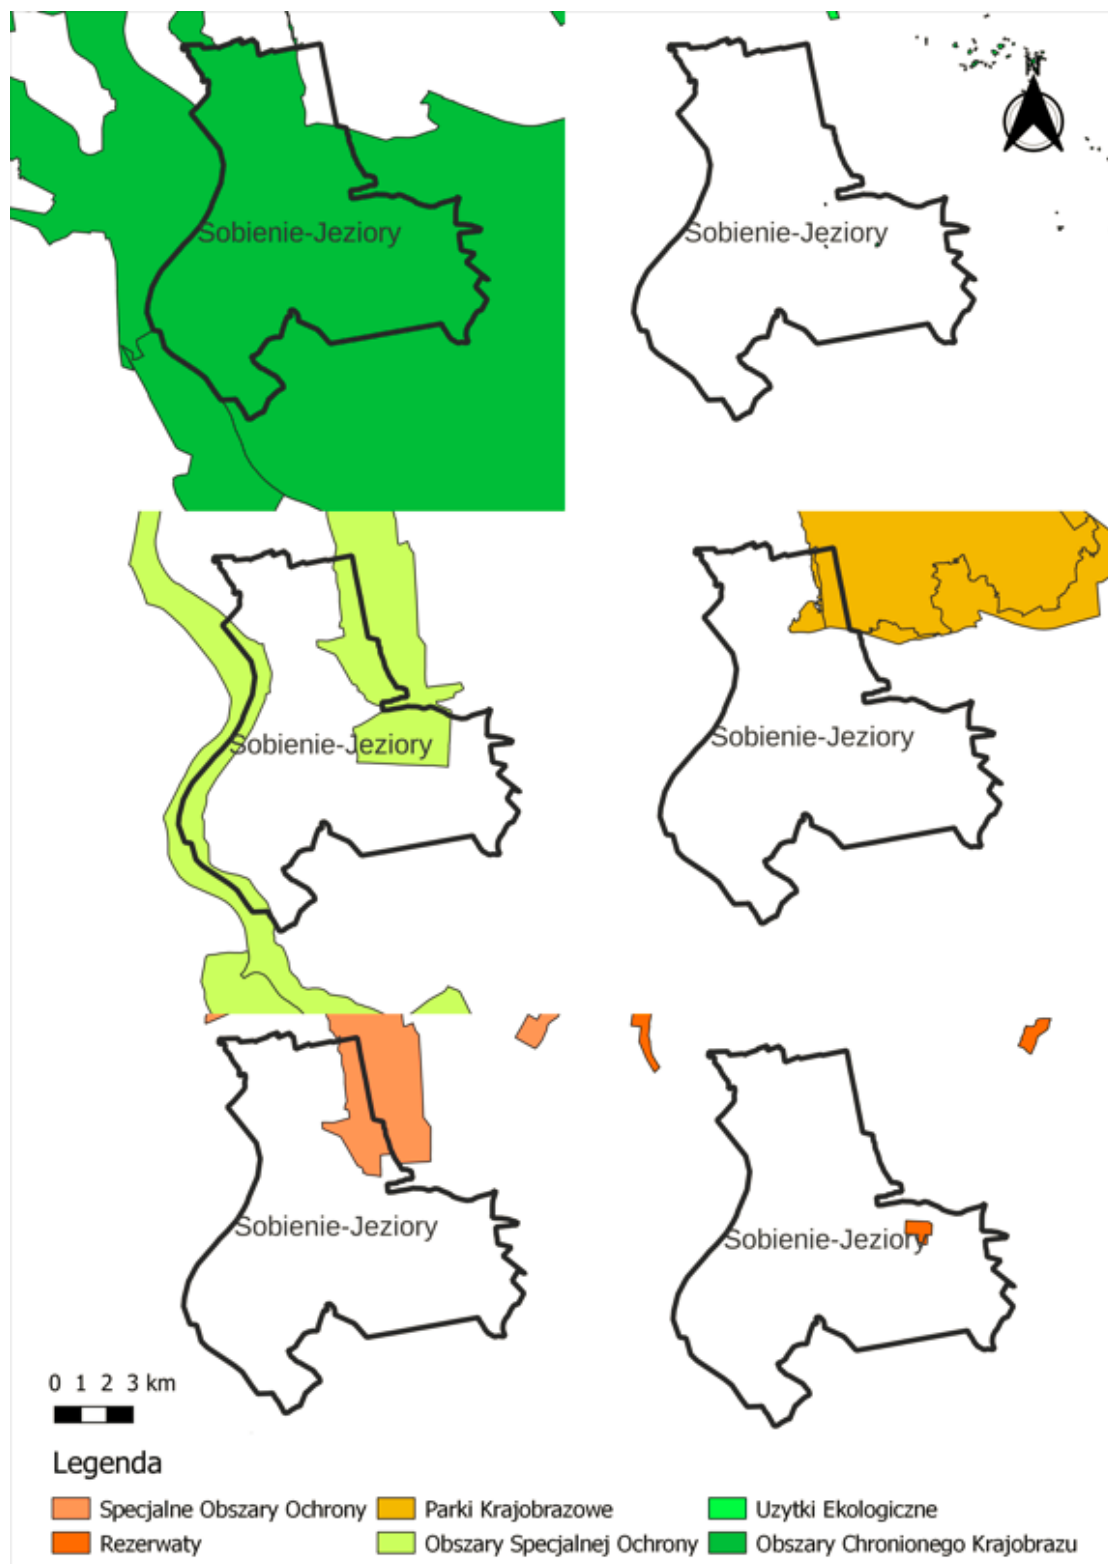 N
Sobienie-Jeziory
Sobienie-Jeziory
Sobienie-Jeziory
Sobienie-Jeziory
Sobienie-Jeziory
Sobienie-Jeziory
0 1 2 3 km
Legenda
Specjalne Obszary Ochrony Parki Krajobrazowe Uzytki Ekologiczne
Rezerwaty Obszary Specjalnej Ochrony Obszary Chronionego Krajobrazu